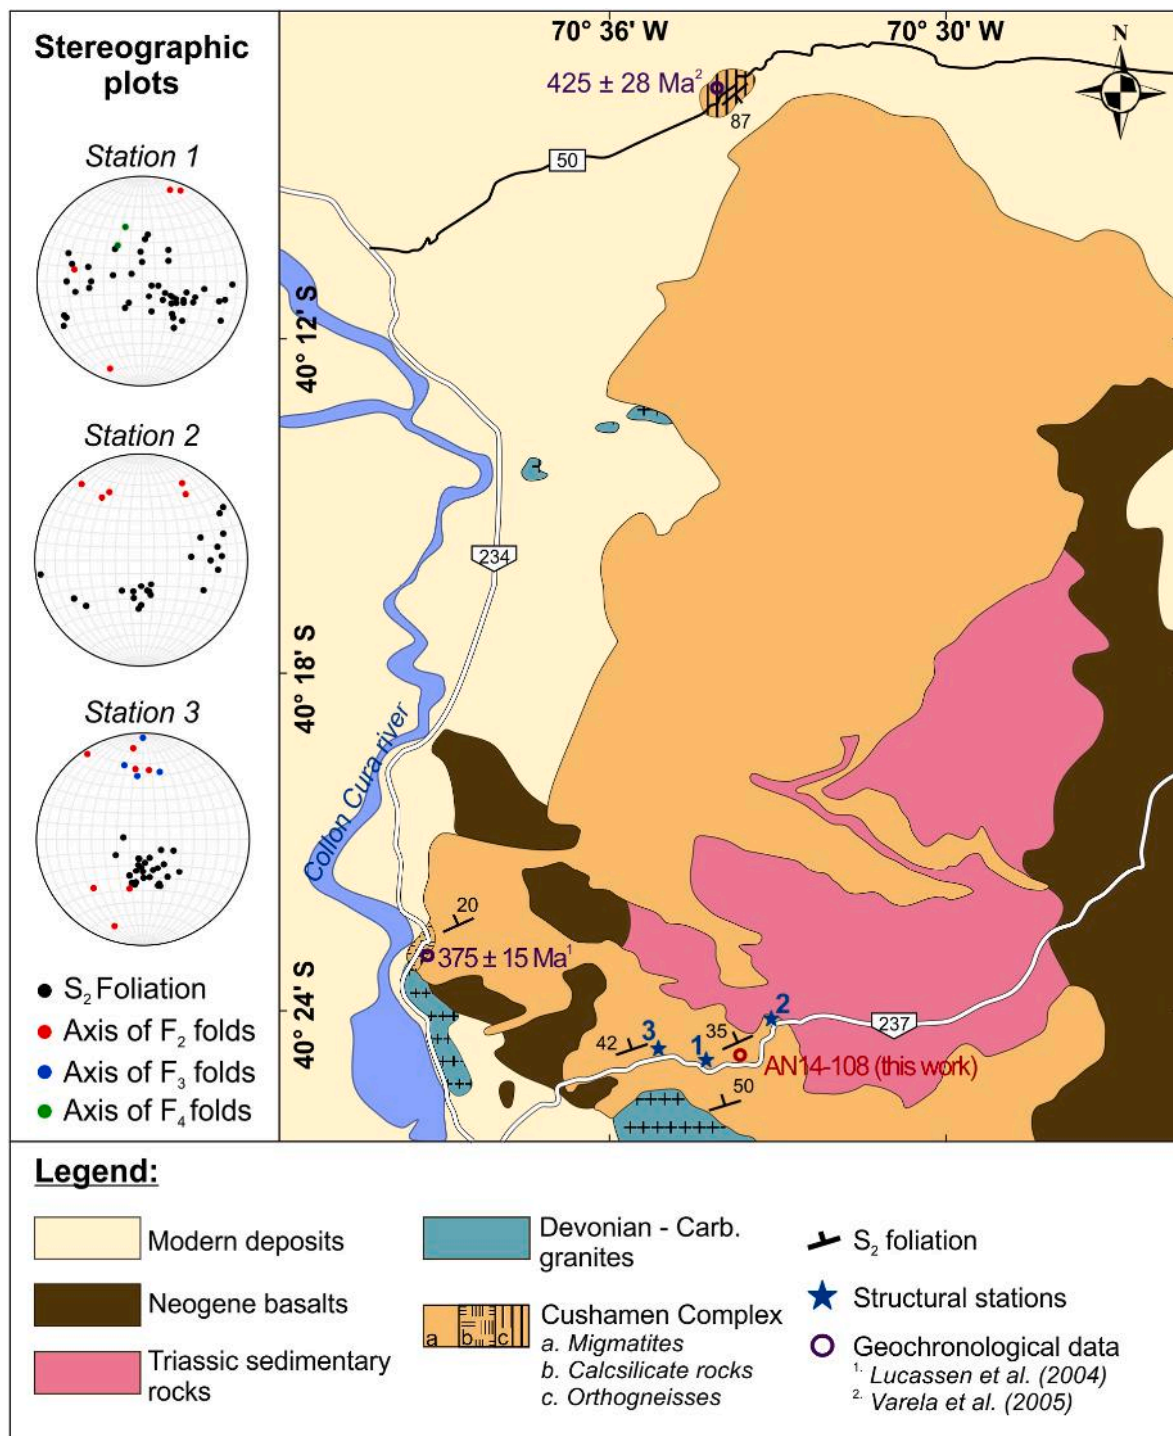 Stereographic
plots
Station 1
Station 2
Station 3
S2 Foliation
Axis of F2 folds
Axis of F3 folds
Axis of F4 folds
70° 36' W
70° 30' W
N
425 ± 28 Ma2
87
50
40° 12' S
234
40° 18' S
Collon Cura river
20
375 ± 15 Ma1
40° 24' S
2
237
35
3
42
1
AN14-108 (this work)
50
Legend:
Modern deposits
Neogene basalts
Triassic sedimentary
rocks
Devonian - Carb.
granites
a b c
Cushamen Complex
a. Migmatites
b. Calcsilicate rocks
c. Orthogneisses
S2 foliation
Structural stations
Geochronological data
1. Lucassen et al. (2004)
2. Varela et al. (2005)